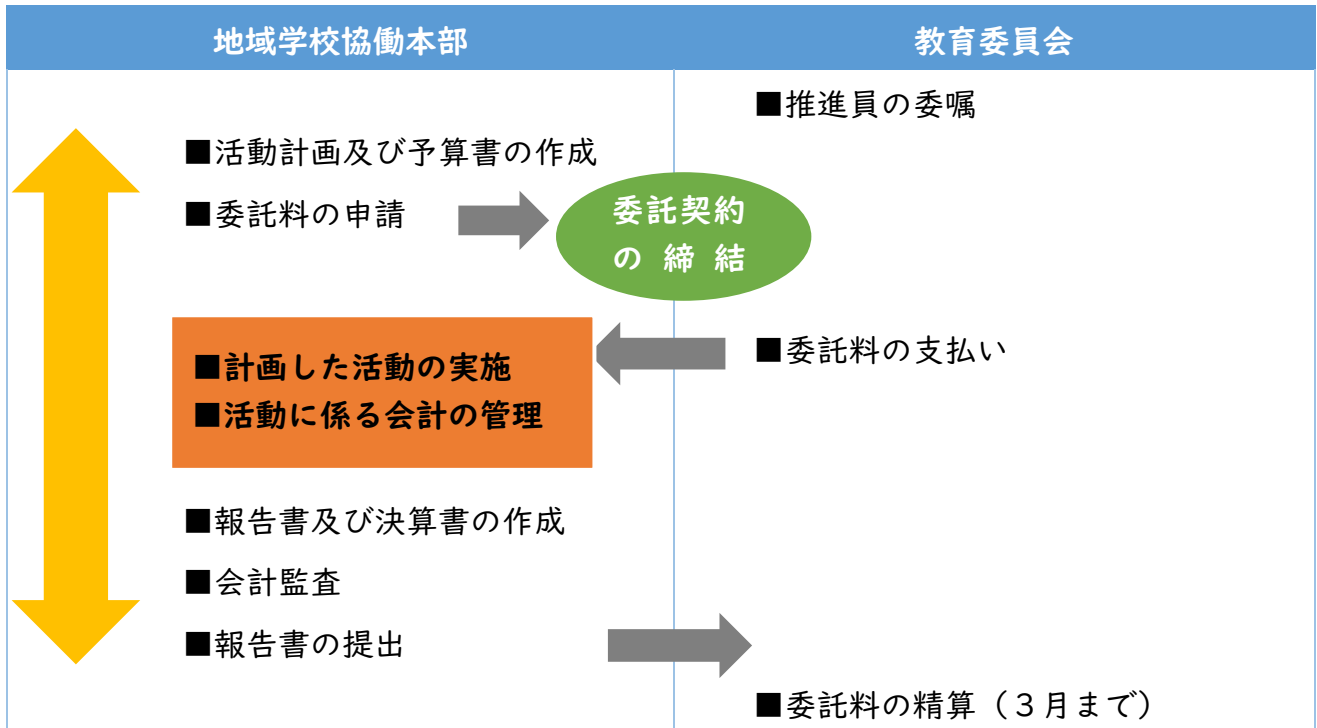 地域学校協働本部
教育委員会
■推進員の委嘱
■活動計画及び予算書の作成
■委託料の申請
委託契約
の 締 結
■計画した活動の実施
■活動に係る会計の管理
■委託料の支払い
■報告書及び決算書の作成
■会計監査
■報告書の提出
■委託料の精算（３月まで）